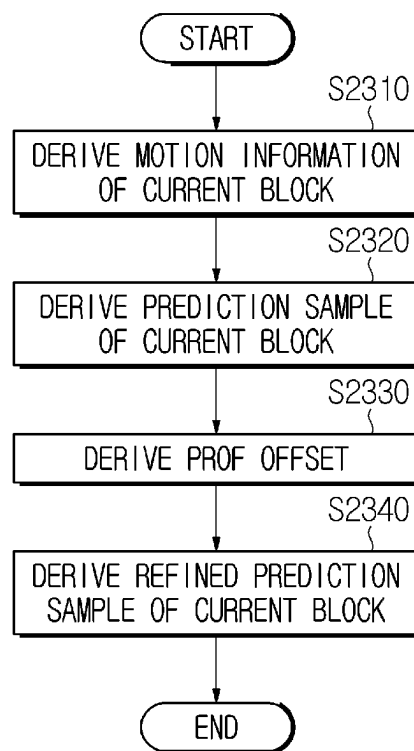 START
S2310
DERIVE MOTION INFORMATION
OF CURRENT BLOCK
S2320
DERIVE PREDICTION SAMPLE
OF CURRENT BLOCK
S2330
DERIVE PROF OFFSET
S2340
DERIVE REFINED PREDICTION
SAMPLE OF CURRENT BLOCK
END